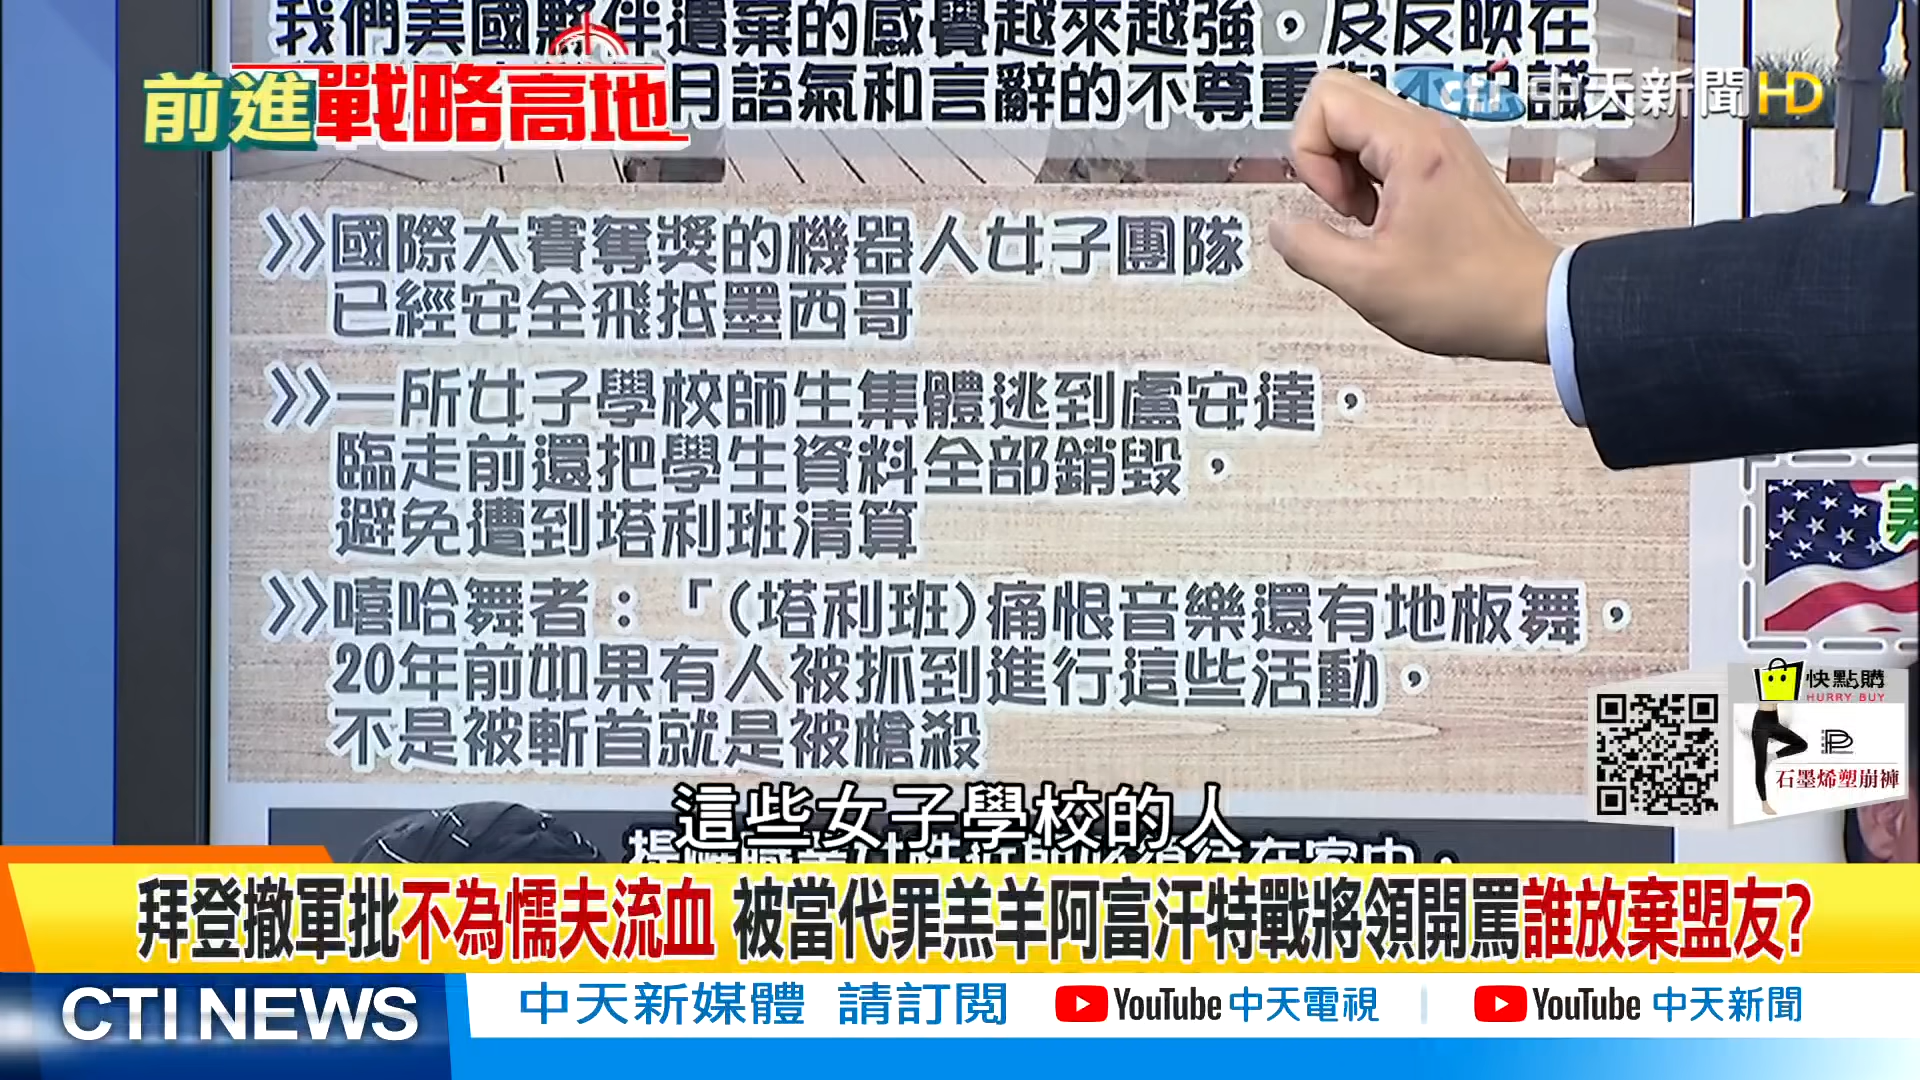 我們美國夥伴遺棄的感覺越來越強，及反映在
前進戰略高地
月語氣和言辭的不尊重
中天新聞HD
>>國際大賽奪獎的機器人女子團隊
已經安全飛抵墨西哥
>>一所女子學校師生集體逃到盧安達，
臨走前還把學生資料全部銷毀，
避免遭到塔利班清算
>>嘻哈舞者：「(塔利班)痛恨音樂還有地板舞，
20年前如果有人被抓到進行這些活動，
不是被斬首就是被槍殺
快點購
HURRY BUY
石墨烯塑崩褲
這些女子學校的人
拜登撤軍批不為懦夫流血 被當代罪羔羊阿富汗特戰將領開罵誰放棄盟友?
CTI NEWS
中天新媒體 請訂閱 YouTube 中天電視 | YouTube 中天新聞